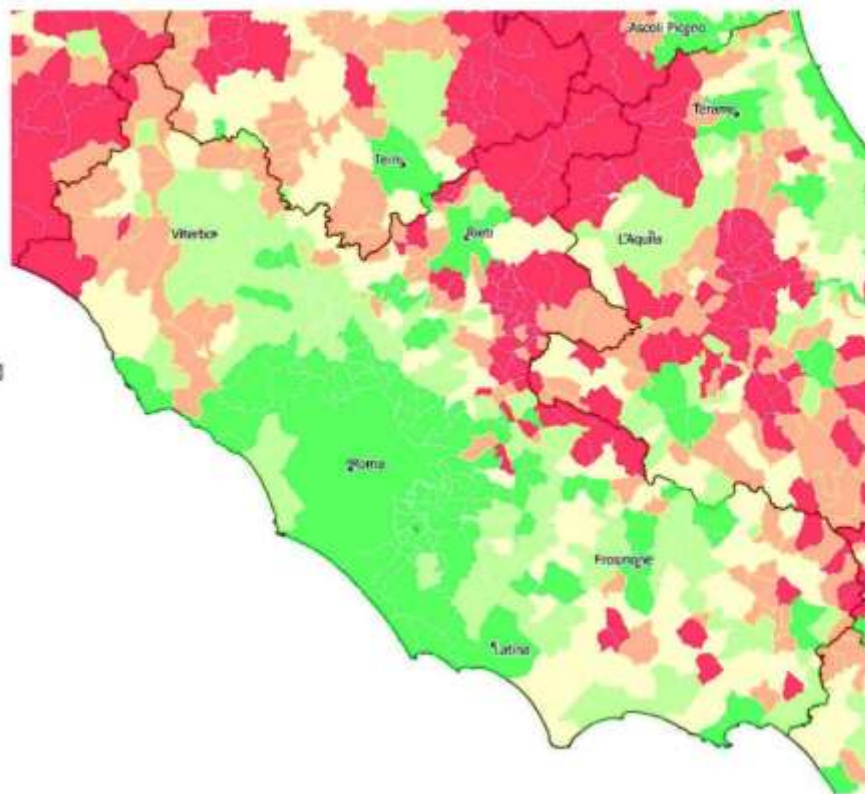 Ascoli Piceno
Teramo
Terni
Rieti
Viterbo
L'Aquila
Roma
Frosinone
Latina